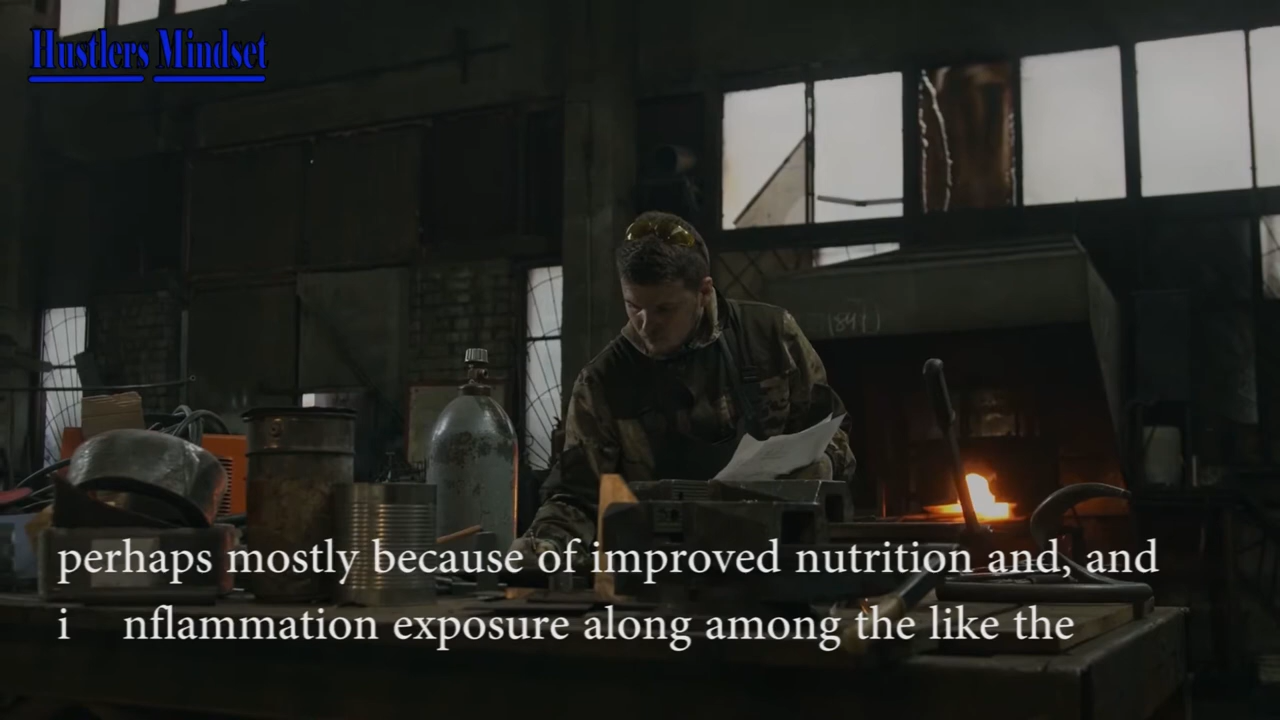 Hustlers Mindset
perhaps mostly because of improved nutrition and, and
i nflammation exposure along among the like the